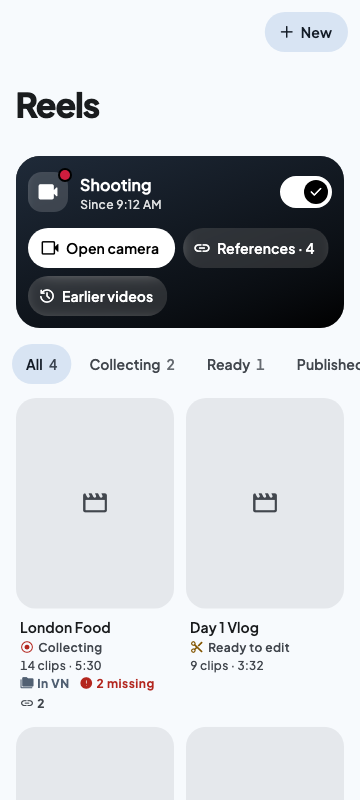 New
Reels
Shooting
Since 9:12 AM
Open camera
References · 4
Earlier videos
All 4
Collecting 2
Ready 1
Published
London Food
Collecting
14 clips · 5:30
In VN
2 missing
2
Day 1 Vlog
Ready to edit
9 clips · 3:32